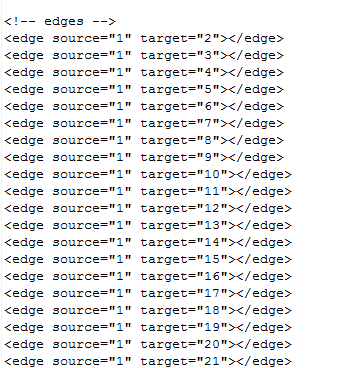 <!-- edges -->
<edge source="1" target="2"></edge>
<edge source="1" target="3"></edge>
<edge source="1" target="4"></edge>
<edge source="1" target="5"></edge>
<edge source="1" target="6"></edge>
<edge source="1" target="7"></edge>
<edge source="1" target="8"></edge>
<edge source="1" target="9"></edge>
<edge source="1" target="10"></edge>
<edge source="1" target="11"></edge>
<edge source="1" target="12"></edge>
<edge source="1" target="13"></edge>
<edge source="1" target="14"></edge>
<edge source="1" target="15"></edge>
<edge source="1" target="16"></edge>
<edge source="1" target="17"></edge>
<edge source="1" target="18"></edge>
<edge source="1" target="19"></edge>
<edge source="1" target="20"></edge>
<edge source="1" target="21"></edge>